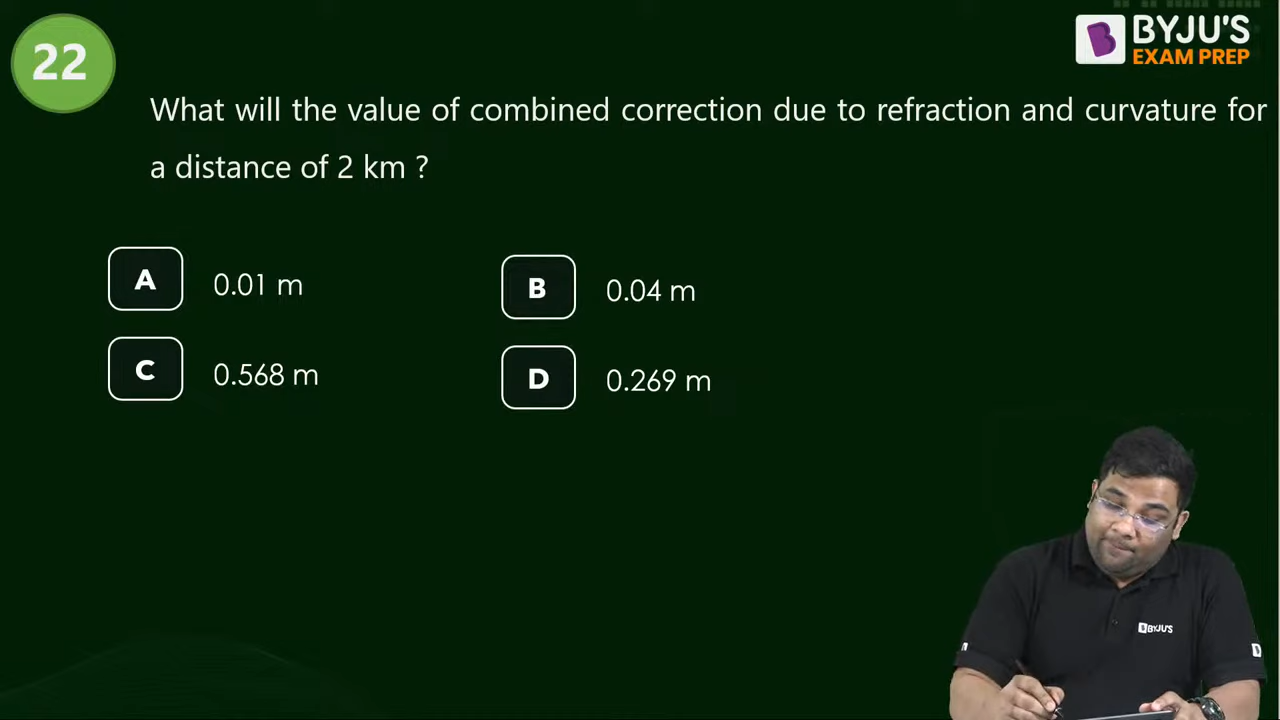 22
BYJU'S
EXAM PREP
What will the value of combined correction due to refraction and curvature for
a distance of 2 km ?
A 0.01 m
B 0.04 m
C 0.568 m
D 0.269 m
BYJU'S